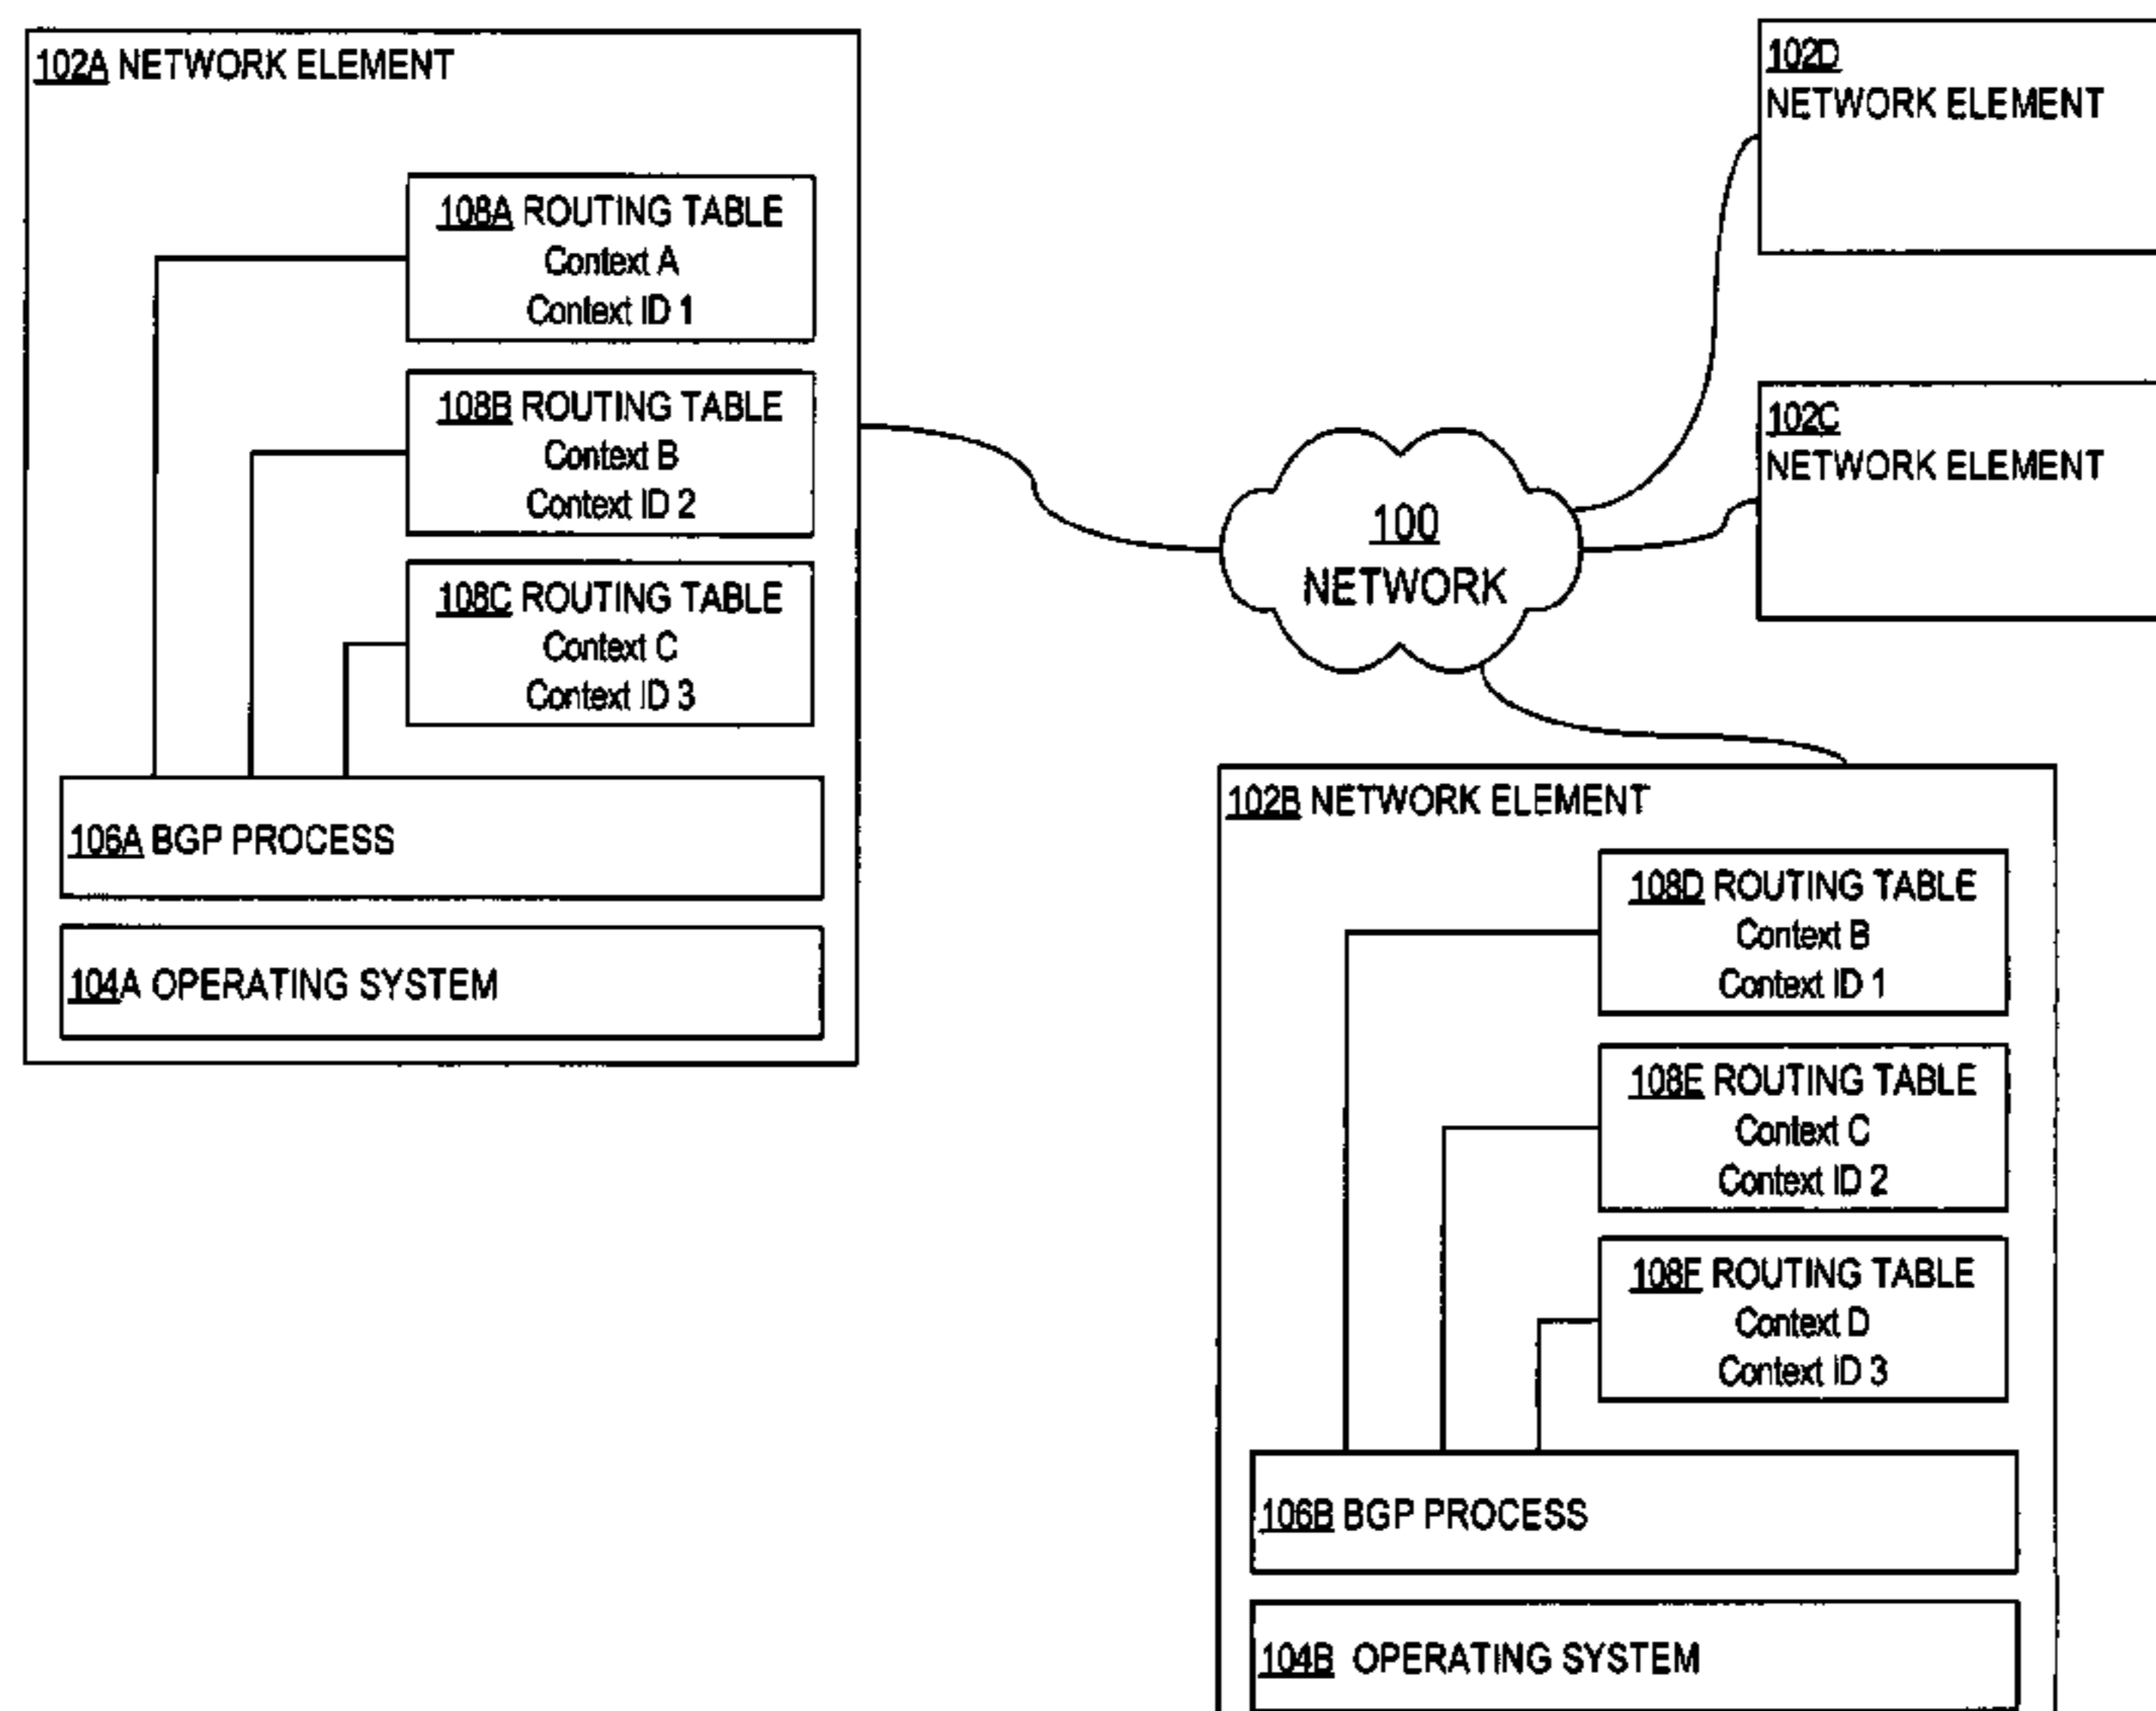 102A NETWORK ELEMENT
108A ROUTING TABLE
Context A
Context ID 1
108B ROUTING TABLE
Context B
Context ID 2
108C ROUTING TABLE
Context C
Context ID 3
106A BGP PROCESS
104A OPERATING SYSTEM
100
NETWORK
102D
NETWORK ELEMENT
102C
NETWORK ELEMENT
102B NETWORK ELEMENT
108D ROUTING TABLE
Context B
Context ID 1
108E ROUTING TABLE
Context C
Context ID 2
108F ROUTING TABLE
Context D
Context ID 3
106B BGP PROCESS
104B OPERATING SYSTEM